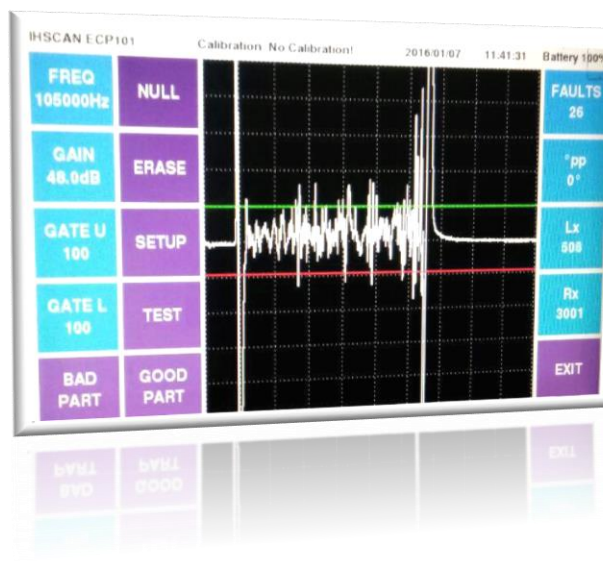 IHSCAN ECP101
Calibration No Calibration!
2016/01/07
11:41:31
Battery 100%
FREQ
105000Hz
NULL
GAIN
48.0dB
ERASE
GATE U
100
SETUP
GATE L
100
TEST
BAD
PART
GOOD
PART
FAULTS
26
°pp
0°
Lx
508
Rx
3001
EXIT